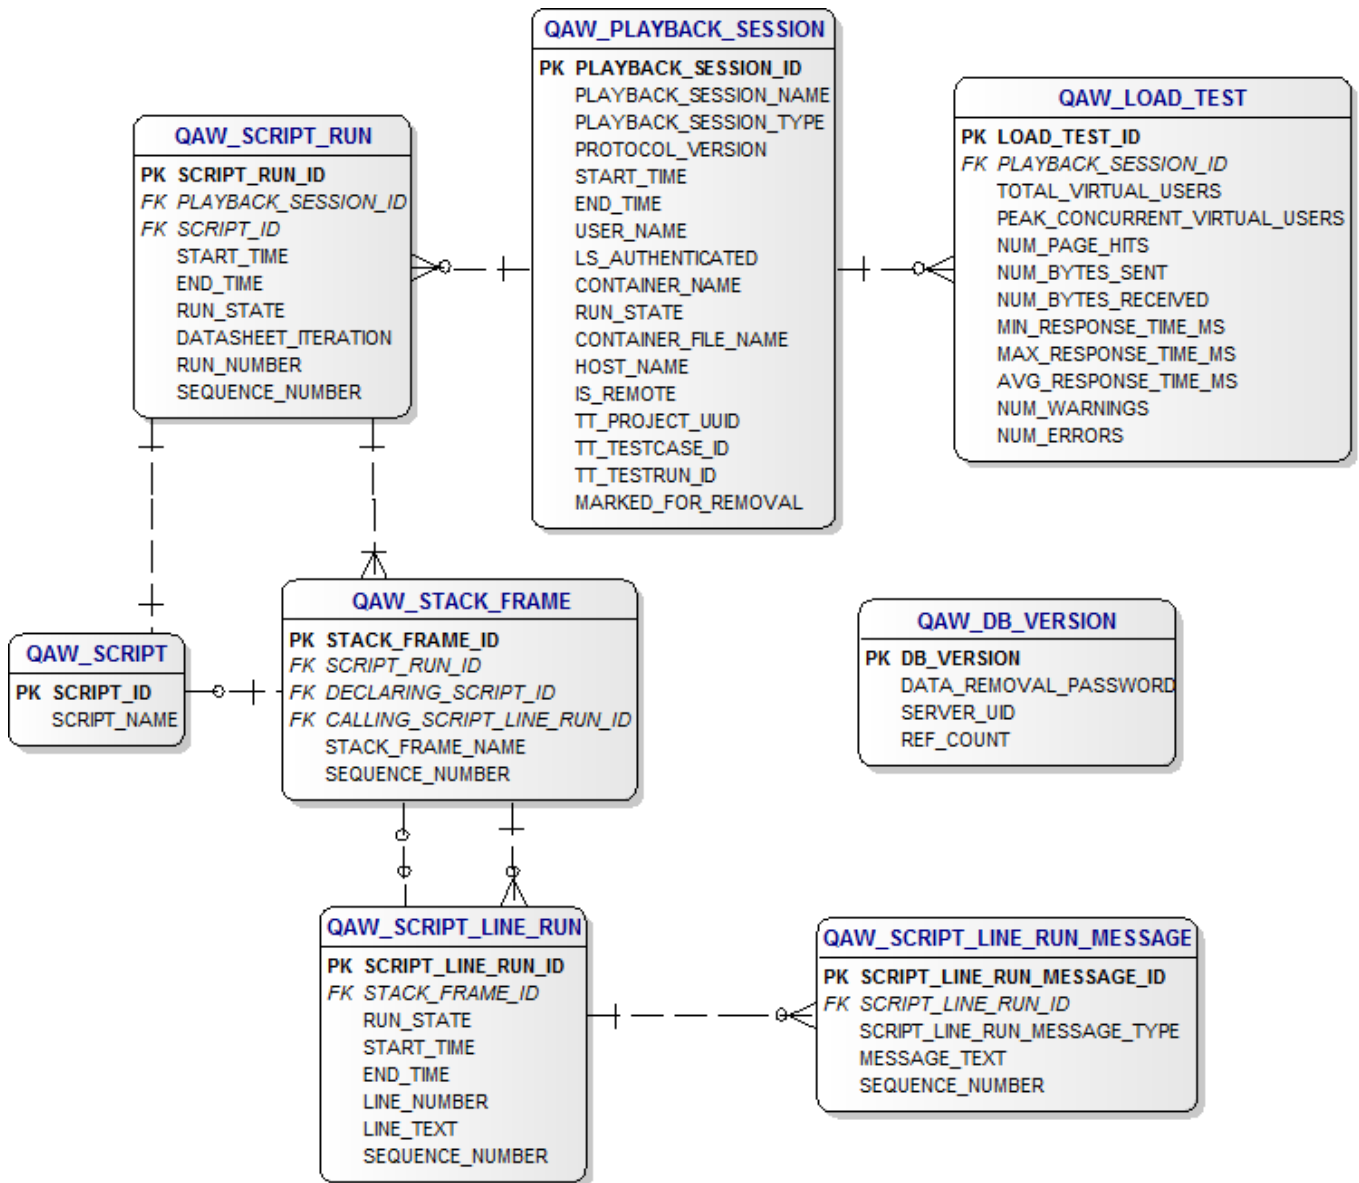 QAW_PLAYBACK_SESSION
PK PLAYBACK_SESSION_ID
PLAYBACK_SESSION_NAME
PLAYBACK_SESSION_TYPE
PROTOCOL_VERSION
START_TIME
END_TIME
USER_NAME
LS_AUTHENTICATED
CONTAINER_NAME
RUN_STATE
CONTAINER_FILE_NAME
HOST_NAME
IS_REMOTE
TT_PROJECT_UUID
TT_TESTCASE_ID
TT_TESTRUN_ID
MARKED_FOR_REMOVAL
QAW_LOAD_TEST
PK LOAD_TEST_ID
FK PLAYBACK_SESSION_ID
TOTAL_VIRTUAL_USERS
PEAK_CONCURRENT_VIRTUAL_USERS
NUM_PAGE_HITS
NUM_BYTES_SENT
NUM_BYTES_RECEIVED
MIN_RESPONSE_TIME_MS
MAX_RESPONSE_TIME_MS
AVG_RESPONSE_TIME_MS
NUM_WARNINGS
NUM_ERRORS
QAW_SCRIPT_RUN
PK SCRIPT_RUN_ID
FK PLAYBACK_SESSION_ID
FK SCRIPT_ID
START_TIME
END_TIME
RUN_STATE
DATASHEET_ITERATION
RUN_NUMBER
SEQUENCE_NUMBER
QAW_STACK_FRAME
PK STACK_FRAME_ID
FK SCRIPT_RUN_ID
FK DECLARING_SCRIPT_ID
FK CALLING_SCRIPT_LINE_RUN_ID
STACK_FRAME_NAME
SEQUENCE_NUMBER
QAW_DB_VERSION
PK DB_VERSION
DATA_REMOVAL_PASSWORD
SERVER_UID
REF_COUNT
QAW_SCRIPT
PK SCRIPT_ID
SCRIPT_NAME
QAW_SCRIPT_LINE_RUN
PK SCRIPT_LINE_RUN_ID
FK STACK_FRAME_ID
RUN_STATE
START_TIME
END_TIME
LINE_NUMBER
LINE_TEXT
SEQUENCE_NUMBER
QAW_SCRIPT_LINE_RUN_MESSAGE
PK SCRIPT_LINE_RUN_MESSAGE_ID
FK SCRIPT_LINE_RUN_ID
SCRIPT_LINE_RUN_MESSAGE_TYPE
MESSAGE_TEXT
SEQUENCE_NUMBER